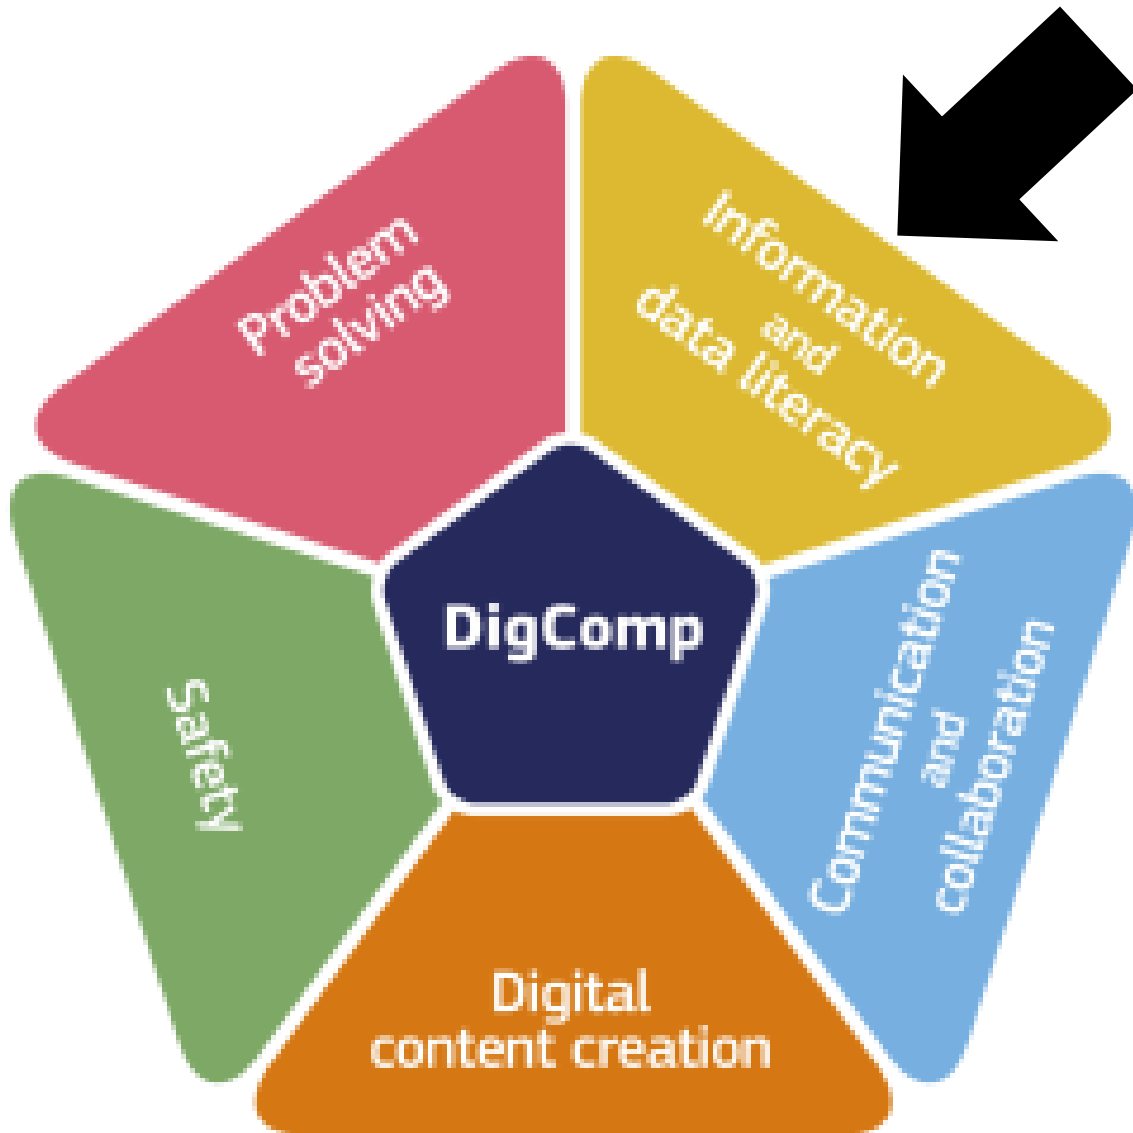 Problem
solving
Information
and
data literacy
DigComp
Safety
Communication
and
collaboration
Digital
content creation